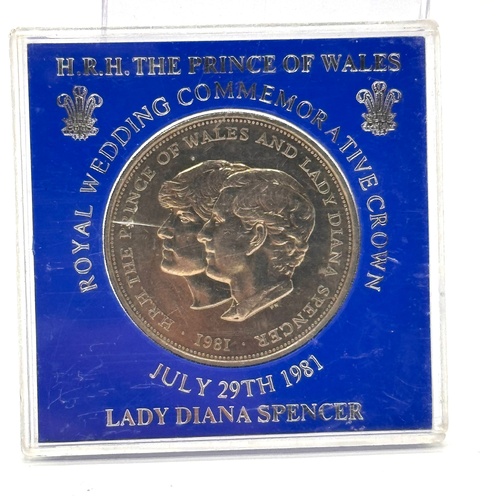 H.R.H. THE PRINCE OF WALES
ROYAL WEDDING COMMEMORATIVE CROWN
H.R.H. THE PRINCE OF WALES AND LADY DIANA SPENCER
· 1981 ·
JULY 29TH 1981
LADY DIANA SPENCER